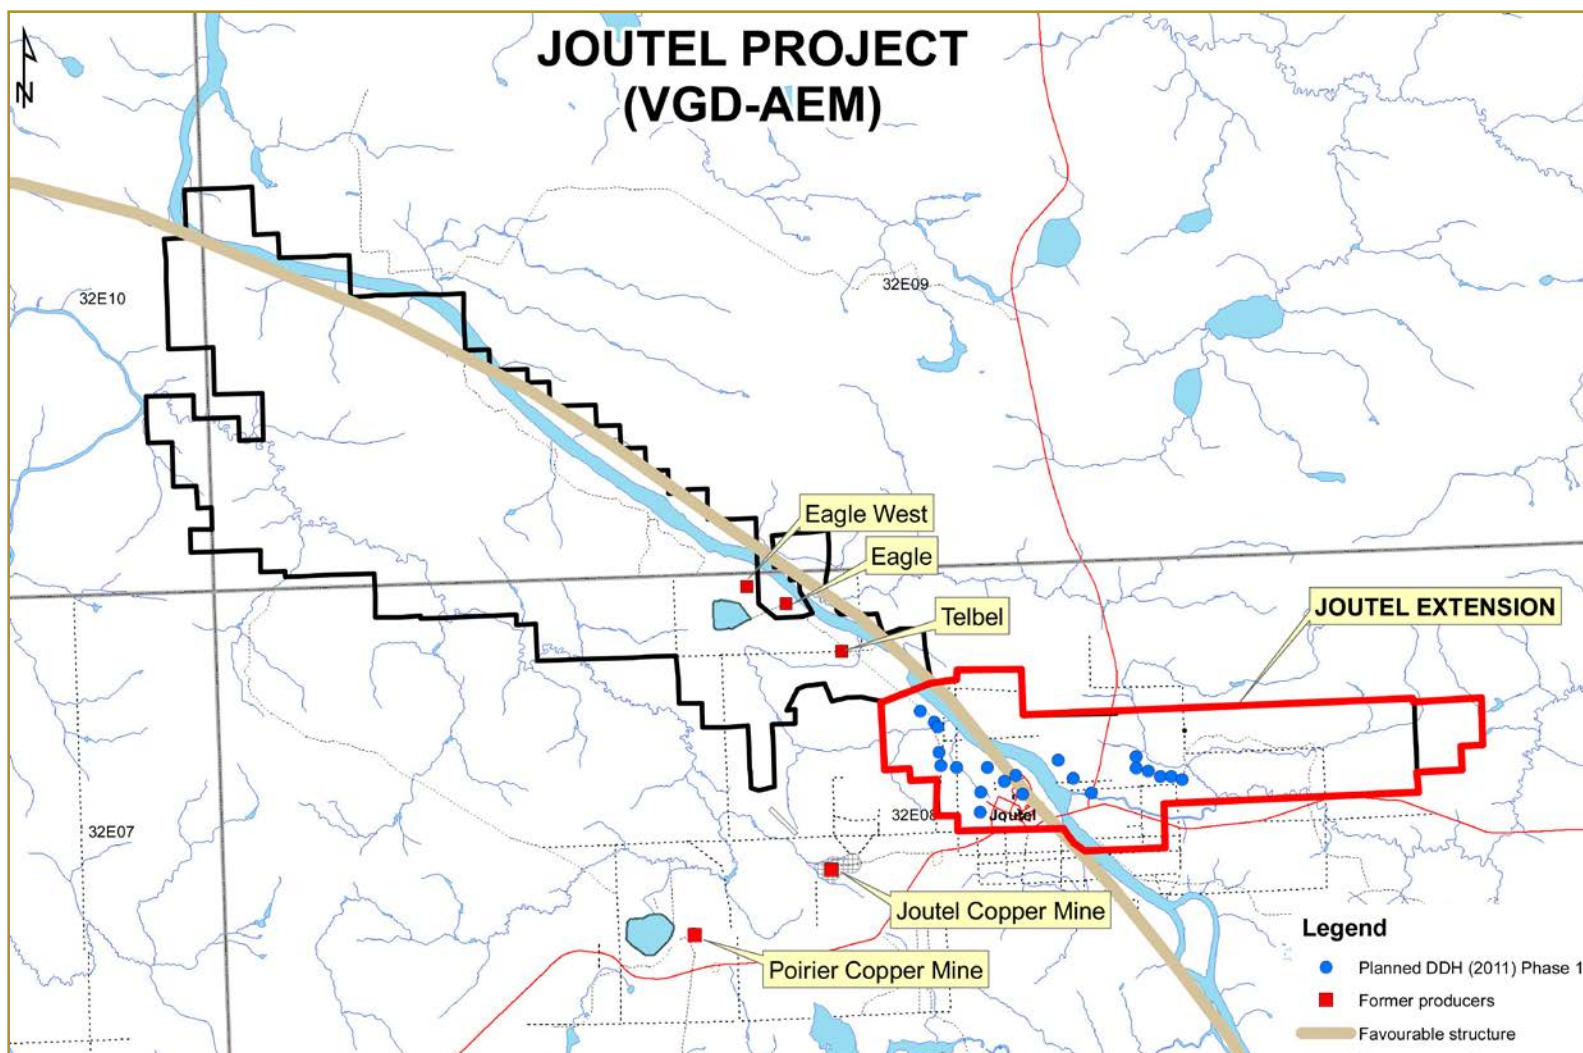 JOUTEL PROJECT
(VGD-AEM)
N
32E10
32E09
Eagle West
Eagle
Telbel
JOUTEL EXTENSION
32E07
32E08
Joutel
Joutel Copper Mine
Poirier Copper Mine
Legend
Planned DDH (2011) Phase 1
Former producers
Favourable structure